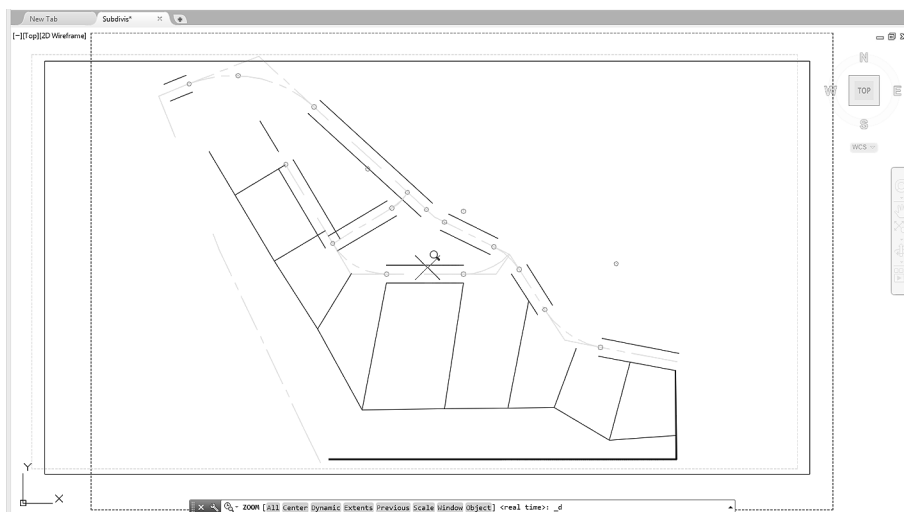 New Tab
Subdivis*
[−][Top][2D Wireframe]
N
W TOP E
S
WCS
Y
X
ZOOM [All Center Dynamic Extents Previous Scale Window Object] <real time>: _d